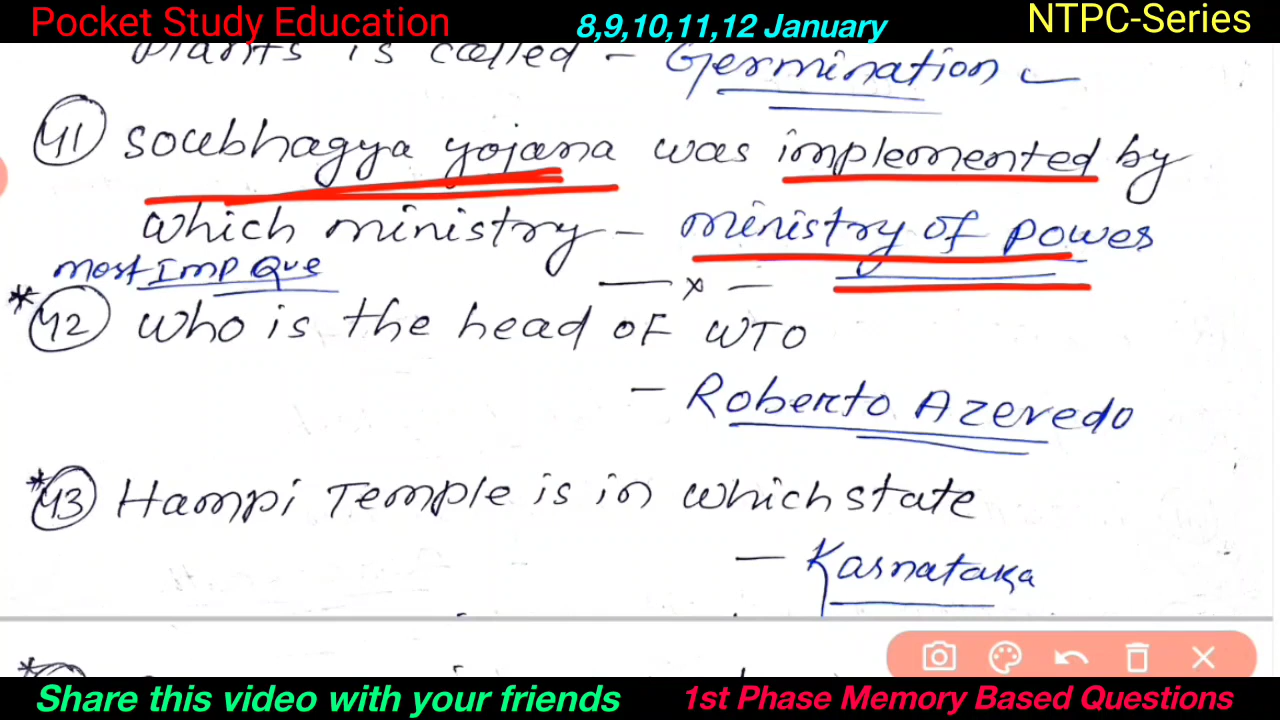 Pocket Study Education
8,9,10,11,12 January
NTPC-Series
Plants is called - Germination
41 soubhagya yojana was implemented by
which ministry - ministry of power
most Imp Que
* 42 who is the head of WTO
- Roberto Azevedo
* 43 Hampi Temple is in which state
- Karnataka
Share this video with your friends
1st Phase Memory Based Questions